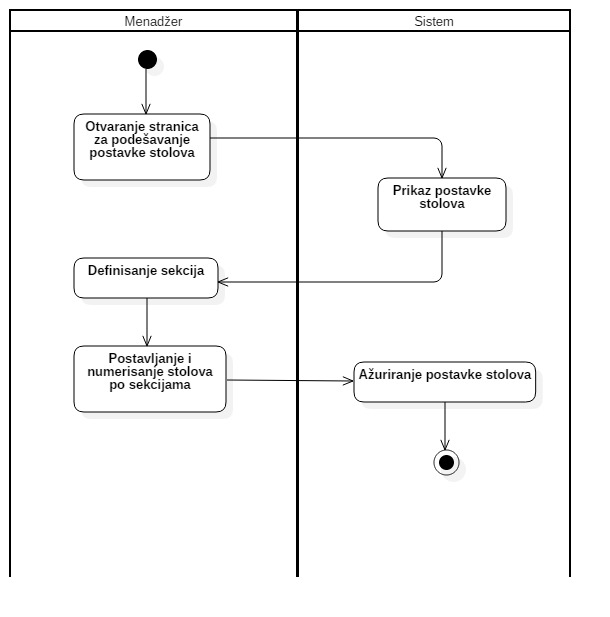 Menadžer
Sistem
Otvaranje stranica
za podešavanje
postavke stolova
Prikaz postavke
stolova
Definisanje sekcija
Postavljanje i
numerisanje stolova
po sekcijama
Ažuriranje postavke stolova